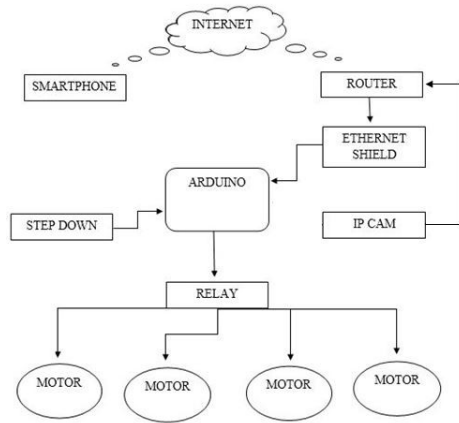 INTERNET
SMARTPHONE
ROUTER
ETHERNET
SHIELD
ARDUINO
STEP DOWN
IP CAM
RELAY
MOTOR
MOTOR
MOTOR
MOTOR